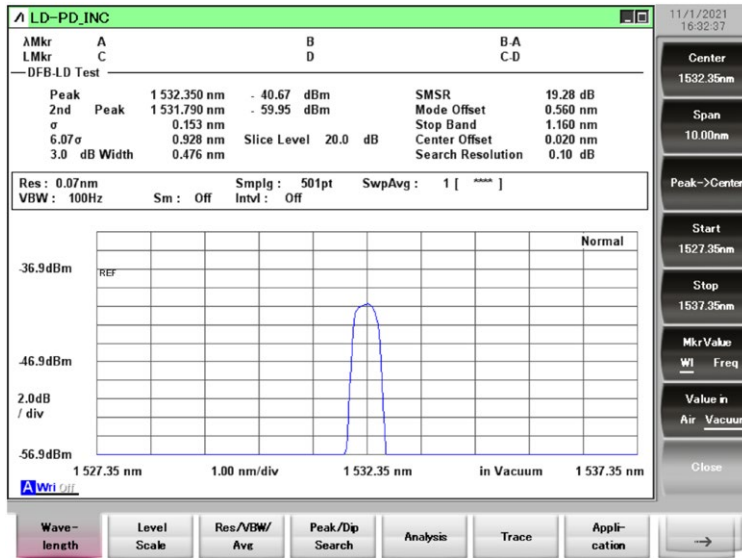 LD-PD_INC
11/1/2021
16:32:37
λMkr A B B-A
LMkr C D C-D
DFB-LD Test
Peak 1 532.350 nm - 40.67 dBm SMSR 19.28 dB
2nd Peak 1 531.790 nm - 59.95 dBm Mode Offset 0.560 nm
σ 0.153 nm Stop Band 1.160 nm
6.07σ 0.928 nm Slice Level 20.0 dB Center Offset 0.020 nm
3.0 dB Width 0.476 nm Search Resolution 0.10 dB
Res : 0.07nm Smplg : 501pt SwpAvg : 1 [ **** ]
VBW : 100Hz Sm : Off Intvl : Off
Normal
-36.9dBm
REF
-46.9dBm
2.0dB
/ div
-56.9dBm
1 527.35 nm 1.00 nm/div 1 532.35 nm in Vacuum 1 537.35 nm
A Wri Off
Center
1532.35nm
Span
10.00nm
Peak->Center
Start
1527.35nm
Stop
1537.35nm
Mkr Value
Wl Freq
Value in
Air Vacuum
Close
Wave-
length
Level
Scale
Res/VBW/
Avg
Peak/Dip
Search
Analysis
Trace
Appli-
cation
→